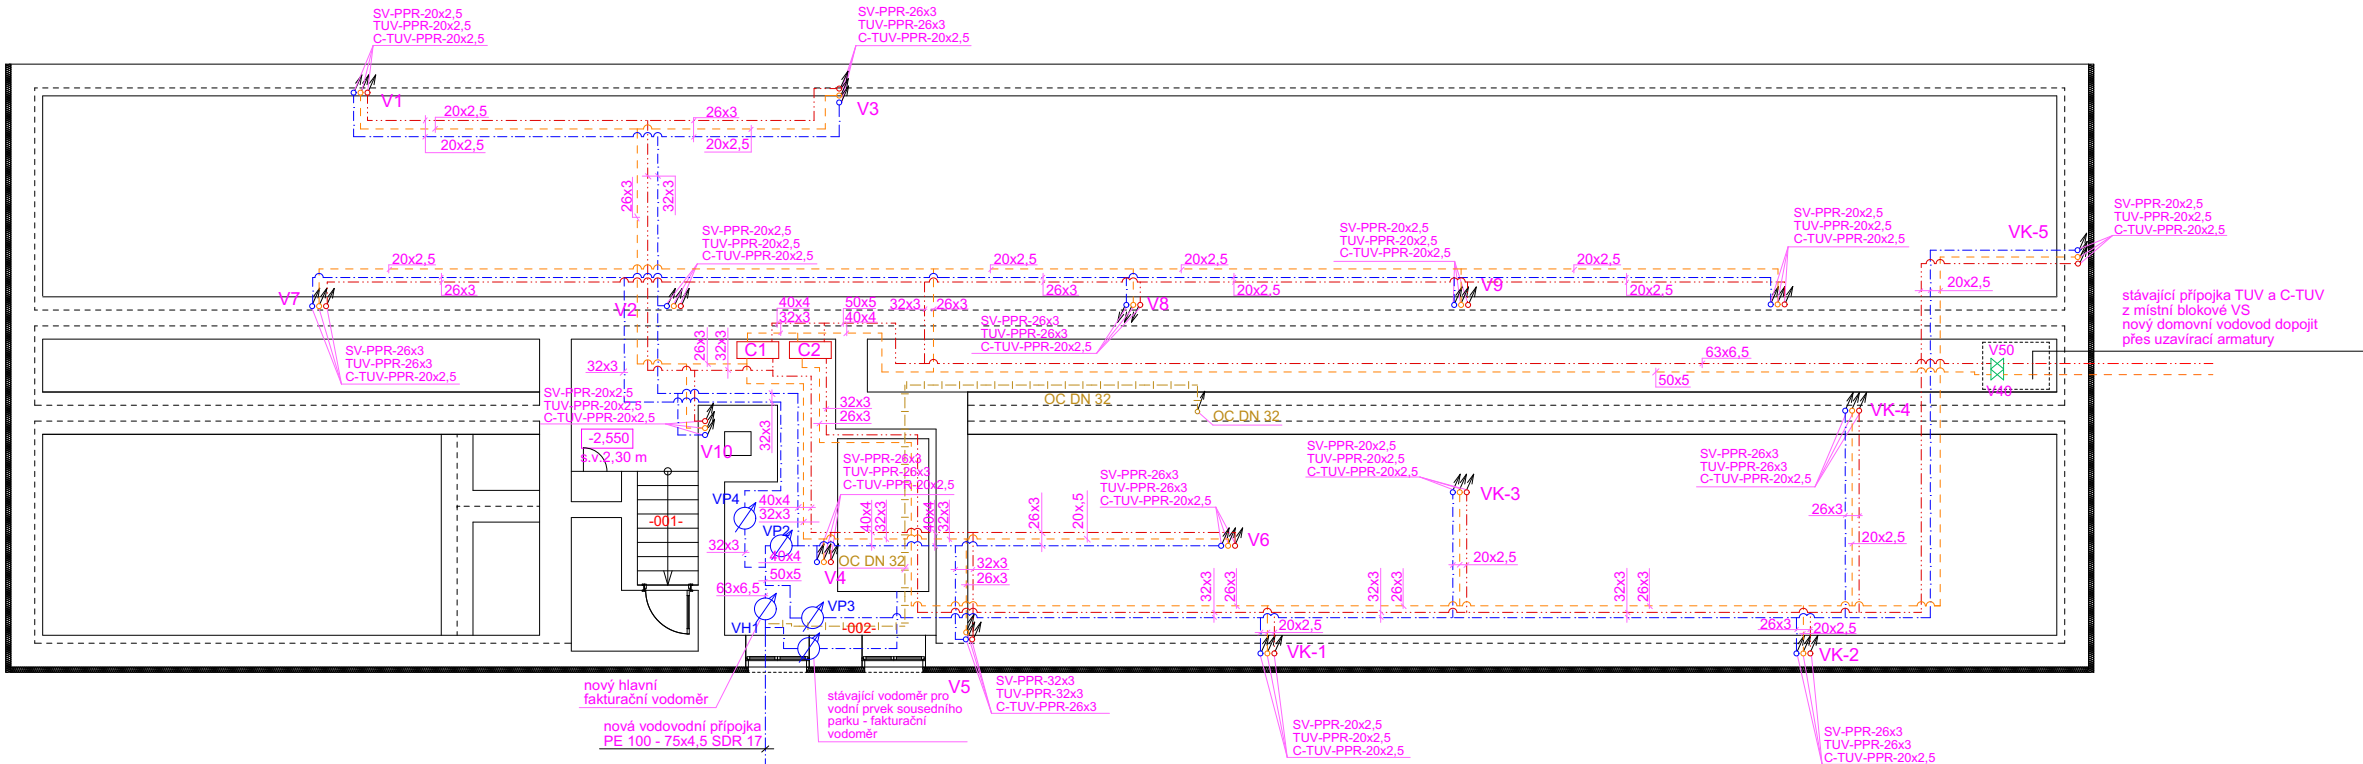 SV-PPR-20x2,5
TUV-PPR-20x2,5
C-TUV-PPR-20x2,5
SV-PPR-26x3
TUV-PPR-26x3
C-TUV-PPR-20x2,5
V1
V3
20x2,5
26x3
20x2,5
20x2,5
26x3
32x3
SV-PPR-20x2,5
TUV-PPR-20x2,5
C-TUV-PPR-20x2,5
SV-PPR-20x2,5
TUV-PPR-20x2,5
C-TUV-PPR-20x2,5
SV-PPR-20x2,5
TUV-PPR-20x2,5
C-TUV-PPR-20x2,5
VK-5
SV-PPR-20x2,5
TUV-PPR-20x2,5
C-TUV-PPR-20x2,5
20x2,5
20x2,5
20x2,5
20x2,5
26x3
26x3
20x2,5
20x2,5
20x2,5
V7
V2
V8
V9
40x4
32x3
50x5
40x4
32x3
26x3
SV-PPR-26x3
TUV-PPR-26x3
C-TUV-PPR-20x2,5
stávající přípojka TUV a C-TUV
z místní blokové VS
nový domovní vodovod dopojit
přes uzavírací armatury
SV-PPR-26x3
TUV-PPR-26x3
C-TUV-PPR-20x2,5
32x3
26x3
32x3
C1
C2
63x6,5
50x5
V50
V40
SV-PPR-20x2,5
TUV-PPR-20x2,5
C-TUV-PPR-20x2,5
-2,550
s.v.2,30 m
V10
32x3
32x3
26x3
OC DN 32
OC DN 32
VK-4
SV-PPR-26x3
TUV-PPR-26x3
C-TUV-PPR-20x2,5
SV-PPR-26x3
TUV-PPR-26x3
C-TUV-PPR-20x2,5
SV-PPR-20x2,5
TUV-PPR-20x2,5
C-TUV-PPR-20x2,5
SV-PPR-26x3
TUV-PPR-26x3
C-TUV-PPR-20x2,5
VK-3
VP4
40x4
32x3
-001-
VP2
32x3
40x4
50x5
63x6,5
OC DN 32
V4
40x4
32x3
40x4
32x3
26x3
20x,5
V6
26x3
20x2,5
20x2,5
32x3
26x3
32x3
26x3
32x3
26x3
32x3
26x3
VH1
VP3
-002-
20x2,5
VK-1
26x3
20x2,5
VK-2
V5
nový hlavní
fakturační vodoměr
nová vodovodní přípojka
PE 100 - 75x4,5 SDR 17
stávající vodoměr pro
vodní prvek sousedního
parku - fakturační
vodoměr
SV-PPR-32x3
TUV-PPR-32x3
C-TUV-PPR-26x3
SV-PPR-20x2,5
TUV-PPR-20x2,5
C-TUV-PPR-20x2,5
SV-PPR-26x3
TUV-PPR-26x3
C-TUV-PPR-20x2,5